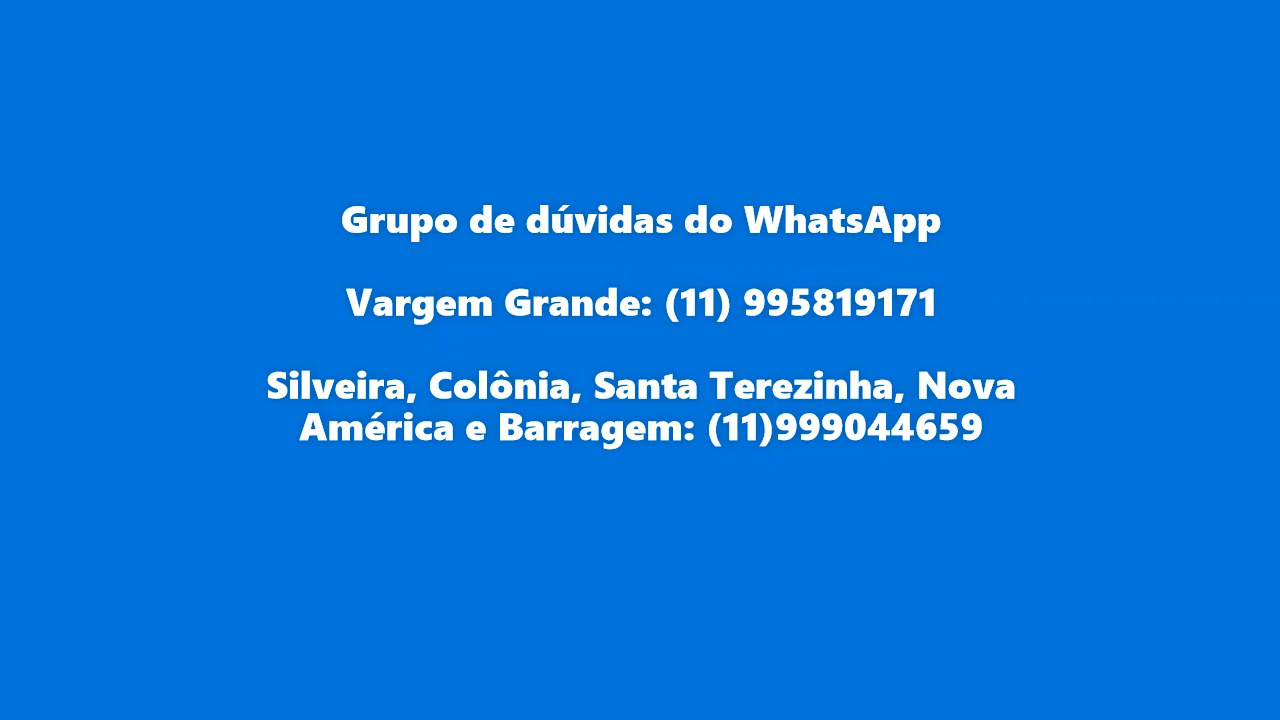 Grupo de dúvidas do WhatsApp
Vargem Grande: (11) 995819171
Silveira, Colônia, Santa Terezinha, Nova
América e Barragem: (11)999044659